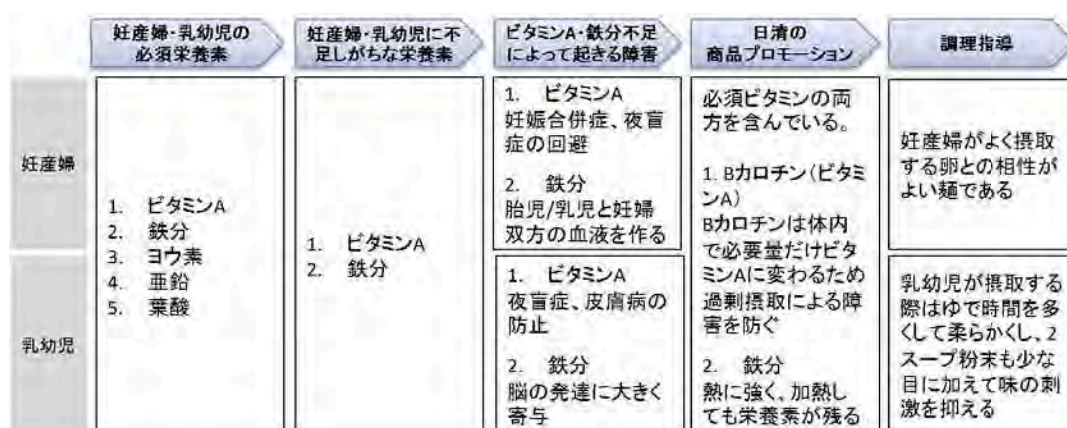 妊産婦・乳幼児の
必須栄養素
妊産婦・乳幼児に不
足しがちな栄養素
ビタミンA・鉄分不足
によって起きる障害
日清の
商品プロモーション
調理指導
妊産婦
乳幼児
1. ビタミンA
2. 鉄分
3. ヨウ素
4. 亜鉛
5. 葉酸
1. ビタミンA
2. 鉄分
1. ビタミンA
妊娠合併症、夜盲
症の回避
2. 鉄分
胎児/乳児と妊婦
双方の血液を作る
1. ビタミンA
夜盲症、皮膚病の
防止
2. 鉄分
脳の発達に大きく
寄与
必須ビタミンの両
方を含んでいる。
1. Bカロチン(ビタミ
ンA)
Bカロチンは体内
で必要量だけビタ
ミンAに変わるため
過剰摂取による障
害を防ぐ
2. 鉄分
熱に強く、加熱し
ても栄養素が残る
妊産婦がよく摂取
する卵との相性が
よい麺である
乳幼児が摂取する
際はゆで時間を多
くして柔らかくし、2
スープ粉末も少な
目に加えて味の刺
激を抑える